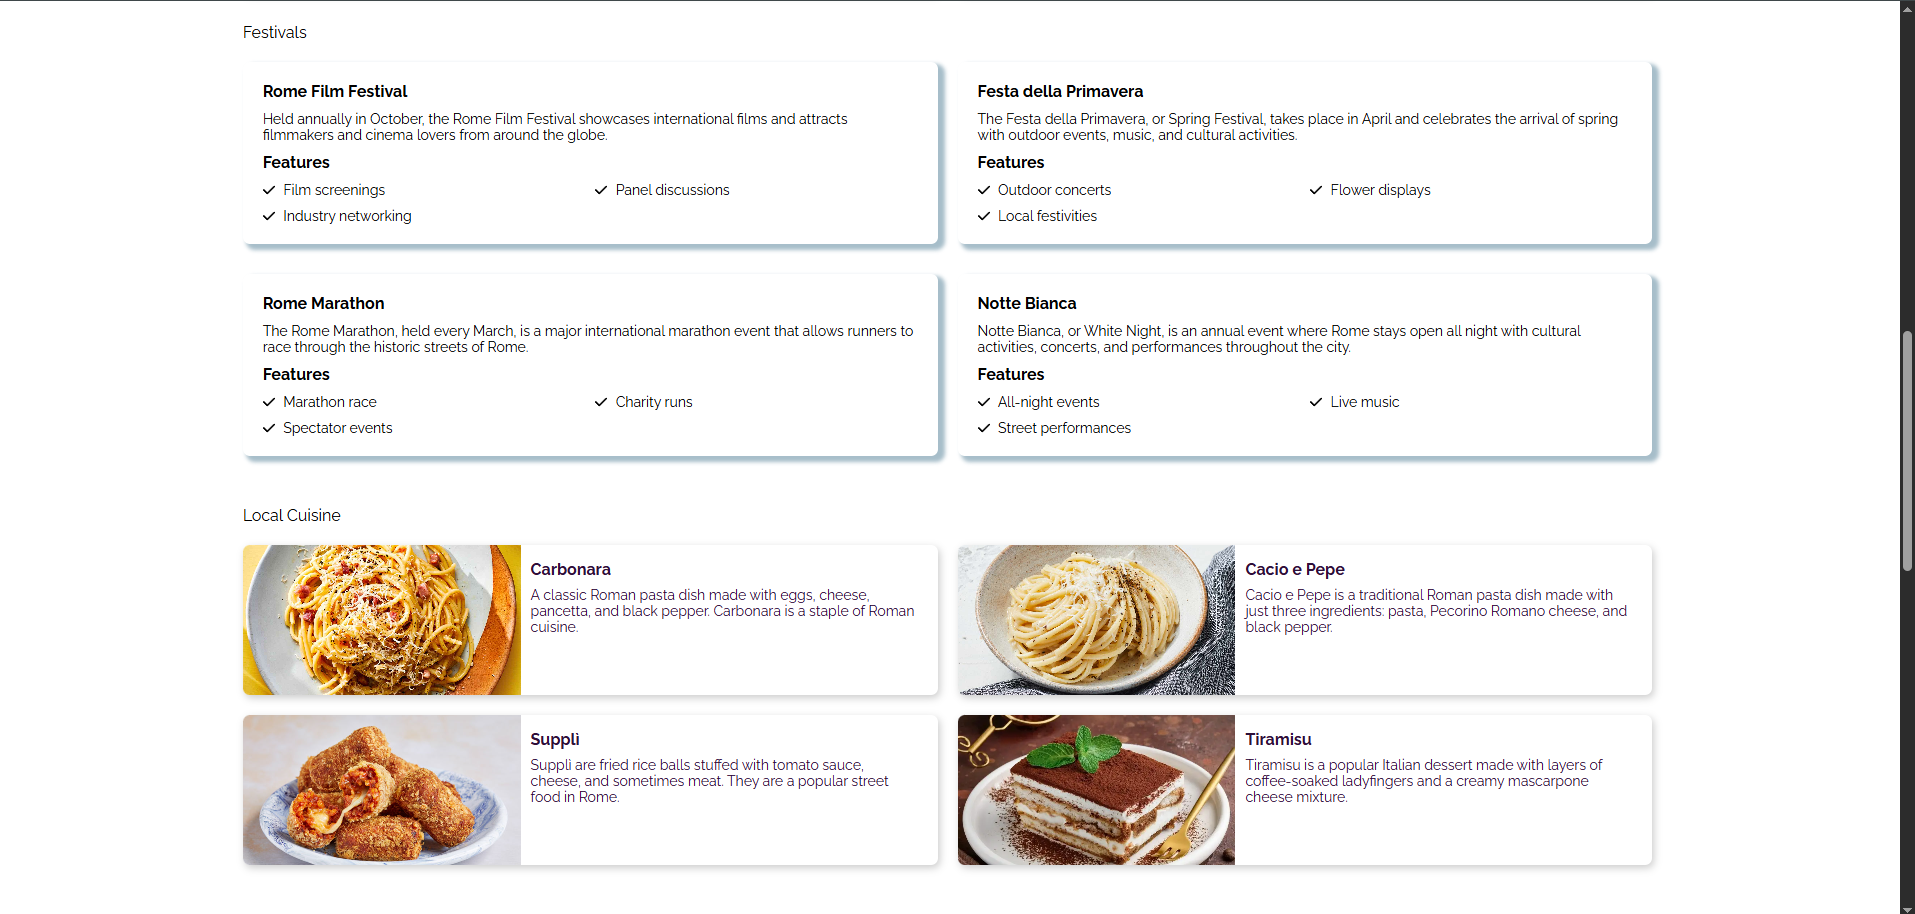 Festivals
Rome Film Festival
Held annually in October, the Rome Film Festival showcases international films and attracts
filmmakers and cinema lovers from around the globe.
Features
Film screenings
Panel discussions
Industry networking
Festa della Primavera
The Festa della Primavera, or Spring Festival, takes place in April and celebrates the arrival of spring
with outdoor events, music, and cultural activities.
Features
Outdoor concerts
Flower displays
Local festivities
Rome Marathon
The Rome Marathon, held every March, is a major international marathon event that allows runners to
race through the historic streets of Rome.
Features
Marathon race
Charity runs
Spectator events
Notte Bianca
Notte Bianca, or White Night, is an annual event where Rome stays open all night with cultural
activities, concerts, and performances throughout the city.
Features
All-night events
Live music
Street performances
Local Cuisine
Carbonara
A classic Roman pasta dish made with eggs, cheese,
pancetta, and black pepper. Carbonara is a staple of Roman
cuisine.
Cacio e Pepe
Cacio e Pepe is a traditional Roman pasta dish made with
just three ingredients: pasta, Pecorino Romano cheese, and
black pepper.
Supplì
Supplì are fried rice balls stuffed with tomato sauce,
cheese, and sometimes meat. They are a popular street
food in Rome.
Tiramisu
Tiramisu is a popular Italian dessert made with layers of
coffee-soaked ladyfingers and a creamy mascarpone
cheese mixture.